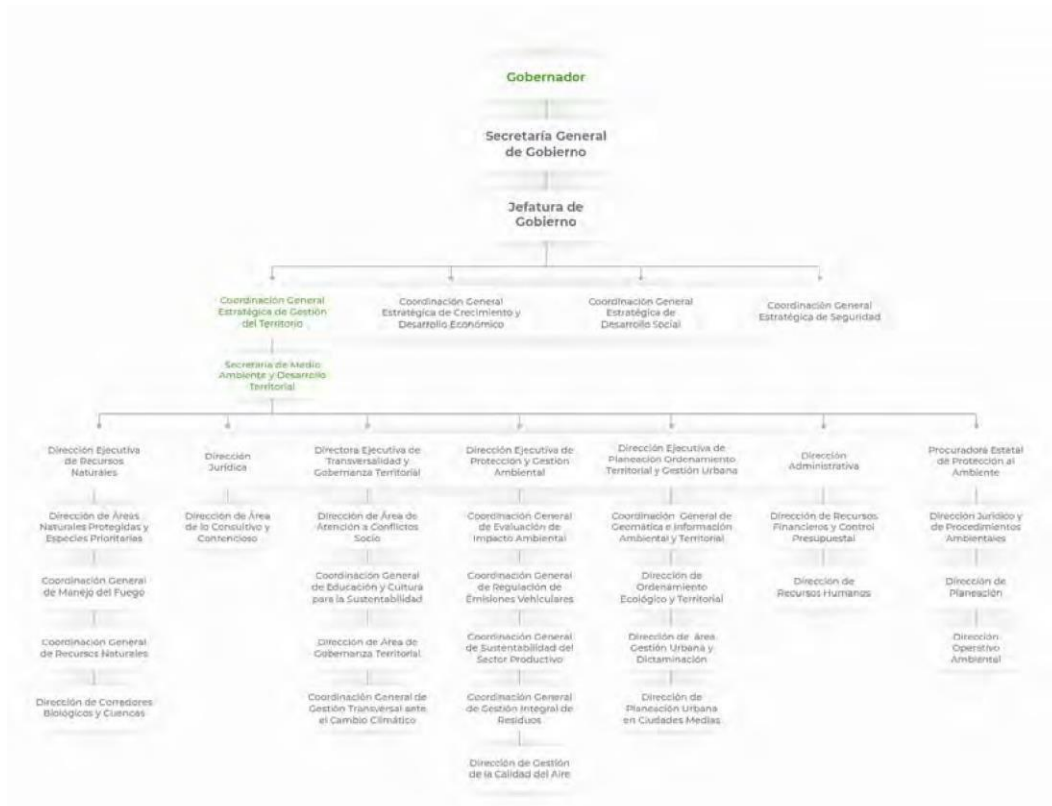 Gobernador
Secretaría General
de Gobierno
Jefatura de
Gobierno
Coordinación General
Estratégica de Gestión
del Territorio
Coordinación General
Estratégica de Crecimiento y
Desarrollo Económico
Coordinación General
Estratégica de
Desarrollo Social
Coordinación General
Estratégica de Seguridad
Secretaría de Medio
Ambiente y Desarrollo
Territorial
Dirección Ejecutiva
de Recursos
Naturales
Dirección de Áreas
Naturales Protegidas y
Especies Prioritarias
Coordinación General
de Manejo del Fuego
Coordinación General
de Recursos Naturales
Dirección de Corredores
Biológicos y Cuencas
Dirección
Jurídica
Dirección de Área
de lo Consultivo y
Contencioso
Directora Ejecutiva de
Transversalidad y
Gobernanza Territorial
Dirección de Área de
Atención a Conflictos
Socio
Coordinación General
de Educación y Cultura
para la Sustentabilidad
Dirección de Área de
Gobernanza Territorial
Coordinación General de
Gestión Transversal ante
el Cambio Climático
Dirección Ejecutiva de
Protección y Gestión
Ambiental
Coordinación General
de Evaluación de
Impacto Ambiental
Coordinación General
de Regulación de
Emisiones Vehiculares
Coordinación General
de Sustentabilidad del
Sector Productivo
Coordinación General
de Gestión Integral de
Residuos
Dirección de Gestión
de la Calidad del Aire
Dirección Ejecutiva de
Planeación Ordenamiento
Territorial y Gestión Urbana
Coordinación General de
Geomática e Información
Ambiental y Territorial
Dirección de
Ordenamiento
Ecológico y Territorial
Dirección de área
Gestión Urbana y
Dictaminación
Dirección de
Planeación Urbana
en Ciudades Medias
Dirección
Administrativa
Dirección de Recursos
Financieros y Control
Presupuestal
Dirección de
Recursos Humanos
Procuradora Estatal
de Protección al
Ambiente
Dirección Jurídico y
de Procedimientos
Ambientales
Dirección de
Planeación
Dirección
Operativo
Ambiental